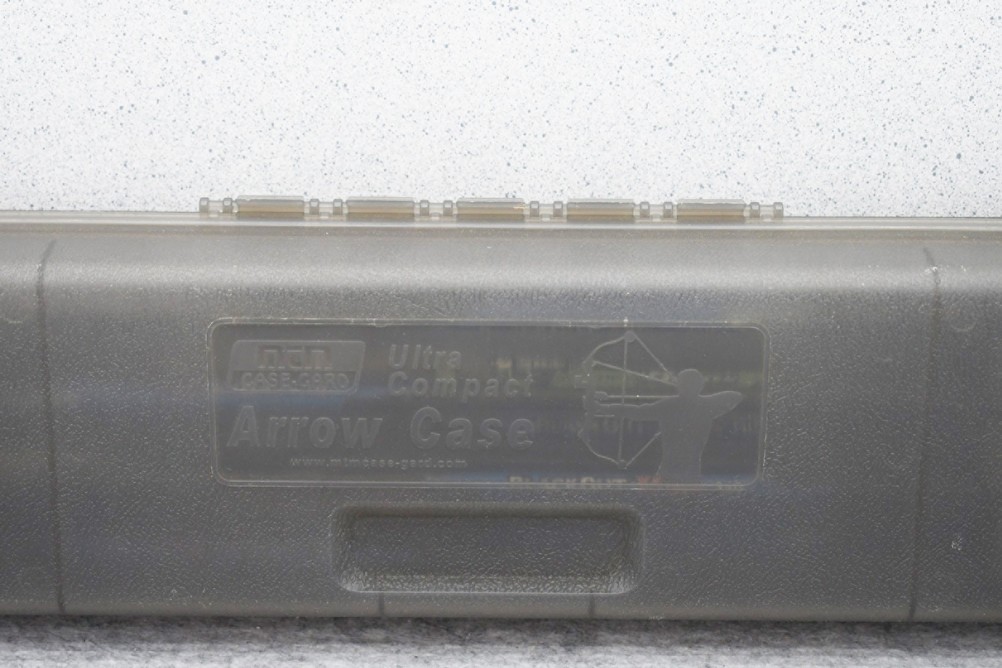 mtm
CASE-GARD
Ultra
Compact
Arrow Case
www.mtmcase-gard.com